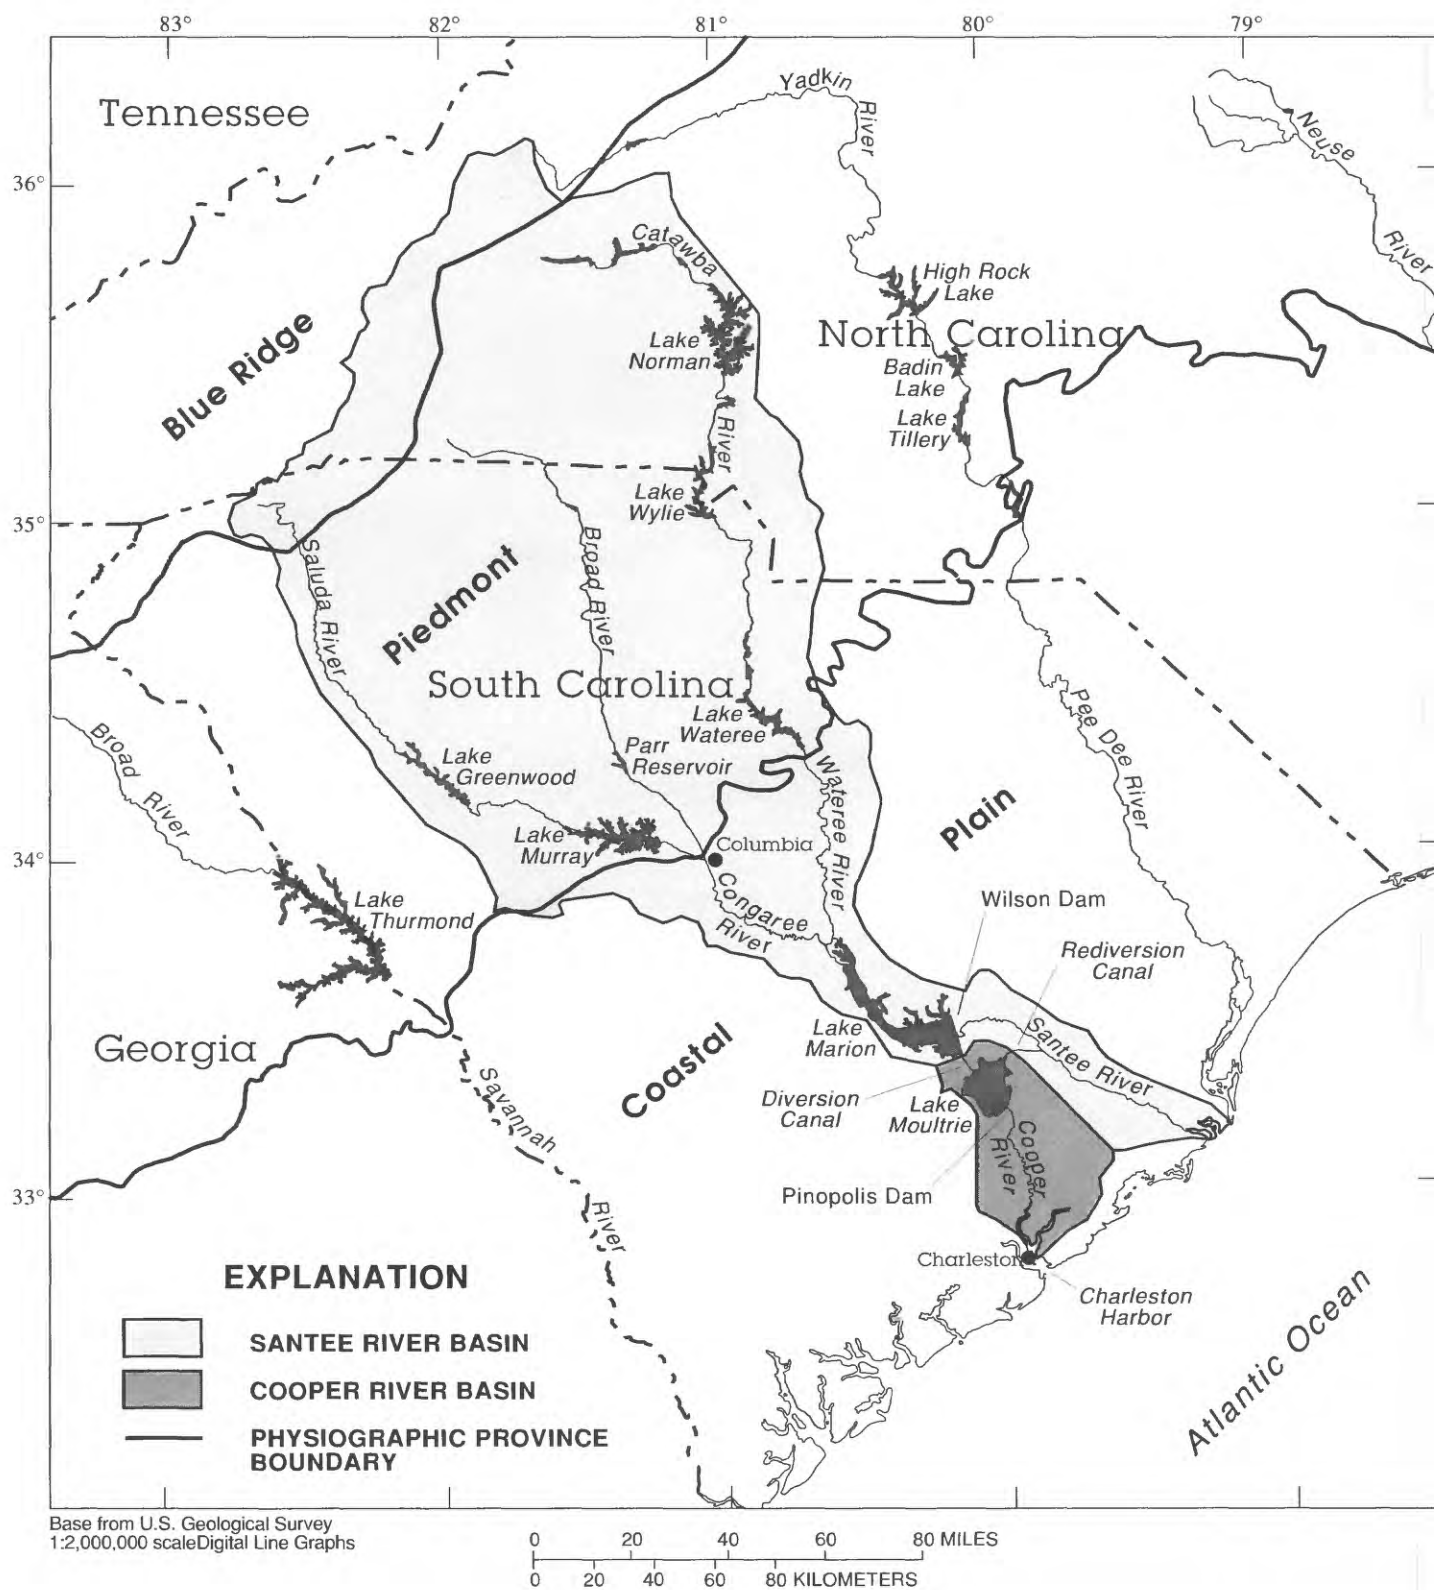 83°
82°
81°
80°
79°
Tennessee
Yadkin
River
Neuse
River
36°
Catawba
River
High Rock
Lake
North Carolina
Lake
Norman
Badin
Lake
Lake
Tillery
Blue Ridge
Lake
Wylie
35°
Saluda River
Broad River
Piedmont
South Carolina
Lake
Wateree
Pee Dee River
Broad
River
Lake
Greenwood
Parr
Reservoir
Wateree River
Plain
Lake
Murray
Columbia
34°
Lake
Thurmond
Congaree
River
Wilson Dam
Rediversion
Canal
Georgia
Coastal
Lake
Marion
Santee River
Savannah
River
Diversion
Canal
Lake
Moultrie
Cooper
River
33°
Pinopolis Dam
Charleston
Charleston
Harbor
Atlantic Ocean
EXPLANATION
SANTEE RIVER BASIN
COOPER RIVER BASIN
PHYSIOGRAPHIC PROVINCE
BOUNDARY
Base from U.S. Geological Survey
1:2,000,000 scaleDigital Line Graphs
0 20 40 60 80 MILES
0 20 40 60 80 KILOMETERS